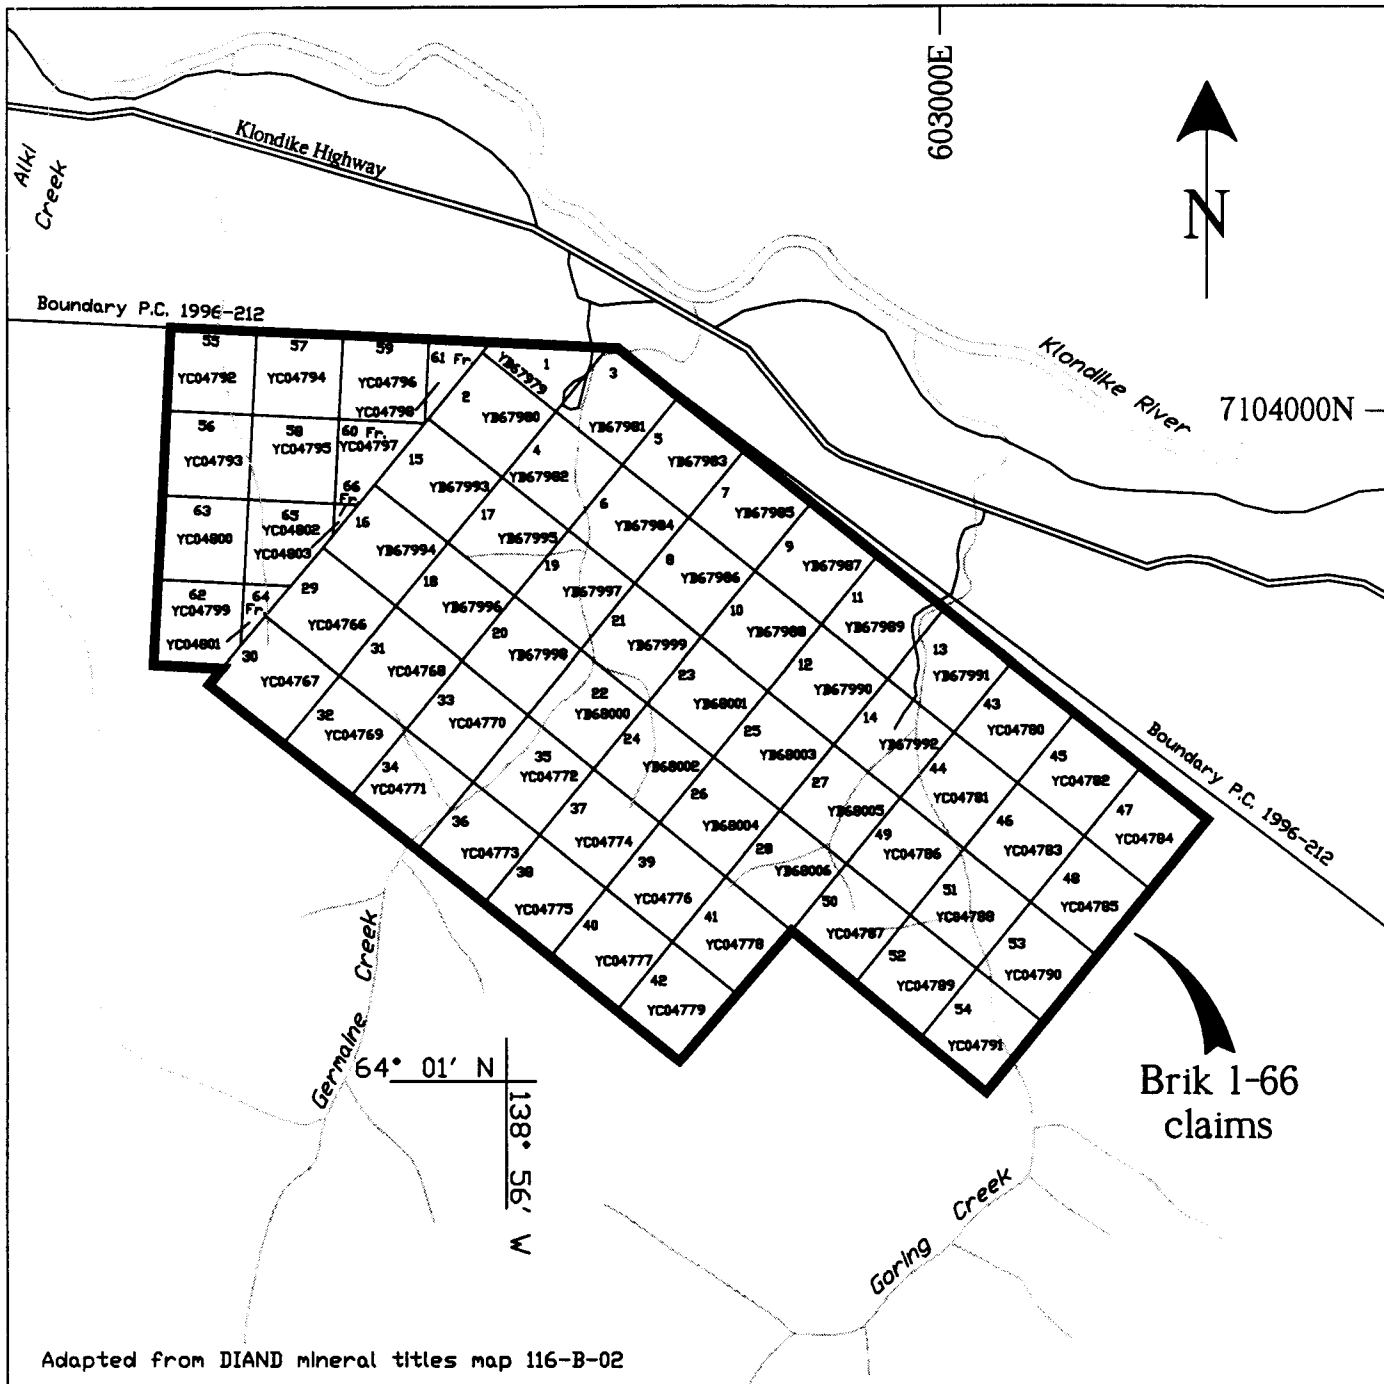 603000E
N
Alki
Creek
Klondike Highway
Boundary P.C. 1996-212
Klondike River
7104000N
55
YC04792
57
YC04794
59
YC04796
YC04798
61 Fr.
1
YB67979
3
YB67981
2
YB67980
56
YC04793
58
YC04795
60 Fr.
YC04797
4
YB67982
5
YB67983
15
YB67993
7
YB67985
66
Fr.
6
YB67984
63
YC04800
65
YC04802
YC04803
16
YB67994
17
YB67995
9
YB67987
8
YB67986
19
YB67997
62
YC04799
64
Fr.
YC04801
29
YC04766
18
YB67996
11
YB67989
10
YB67988
21
YB67999
20
YB67998
30
YC04767
31
YC04768
13
YB67991
12
YB67990
23
YB68001
22
YB68000
33
YC04770
32
YC04769
43
YC04780
14
YB67992
25
YB68003
24
YB68002
35
YC04772
34
YC04771
45
YC04782
44
YC04781
27
YB68005
26
YB68004
37
YC04774
36
YC04773
47
YC04784
46
YC04783
49
YC04786
28
YB68006
39
YC04776
38
YC04775
48
YC04785
51
YC04788
50
YC04787
41
YC04778
40
YC04777
53
YC04790
52
YC04789
42
YC04779
54
YC04791
Boundary P.C. 1996-212
Germaine Creek
64° 01' N
138° 56' W
Brik 1-66
claims
Goring Creek
Adapted from DIAND mineral titles map 116-B-02